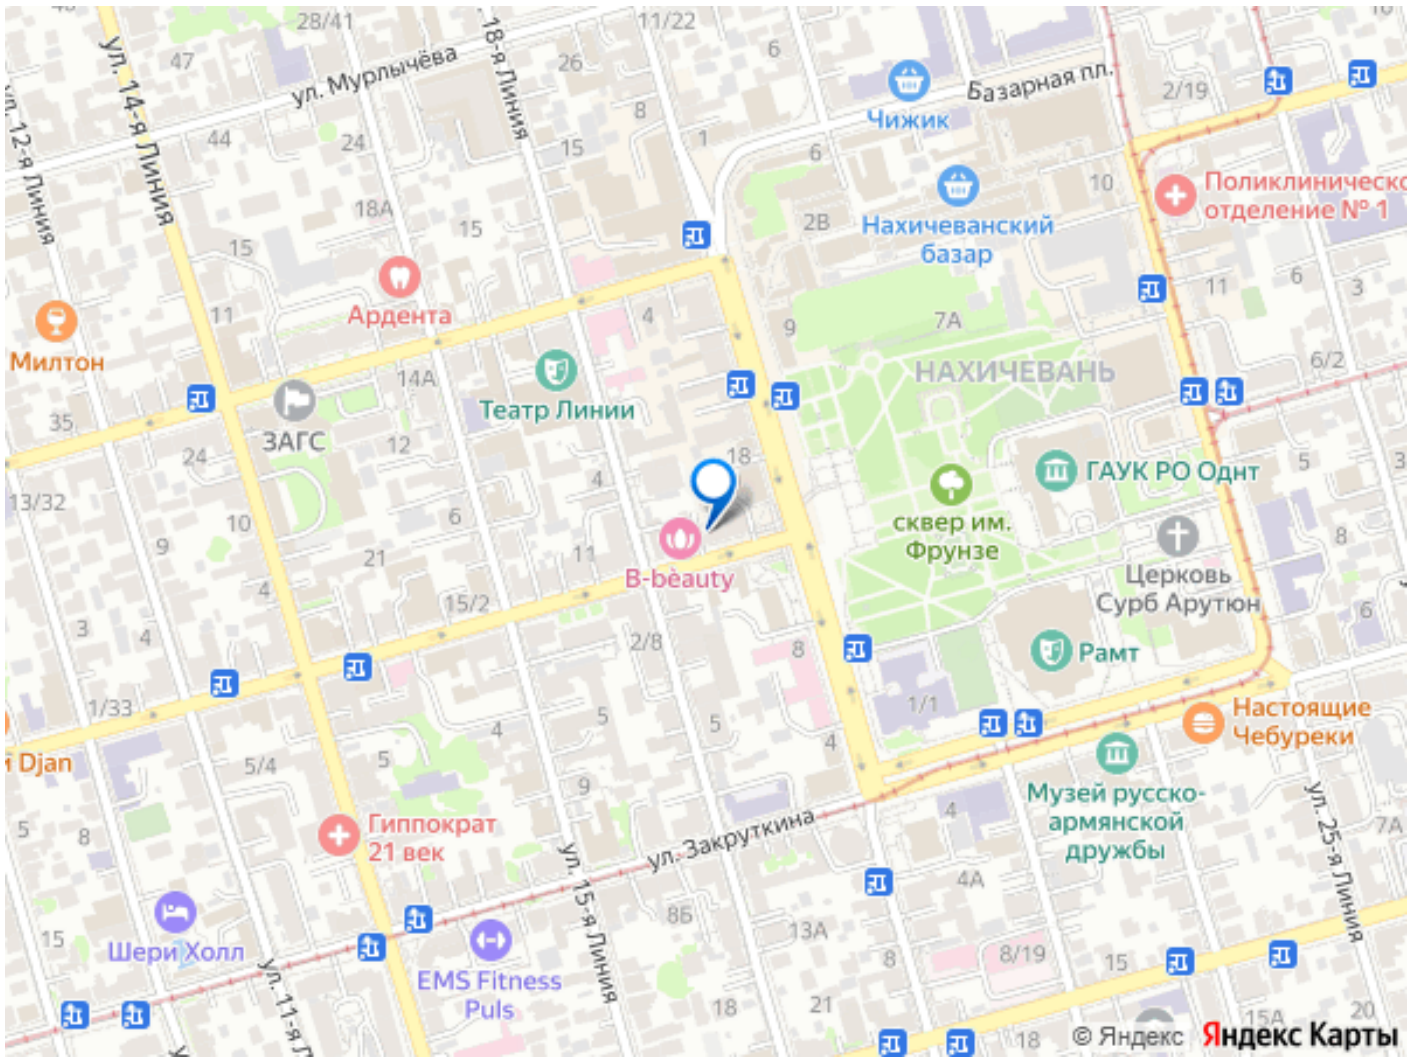 28/41
11/22
10
47
ул. Мурлычёва
18-я Линия
26
6
Чижик
Базарная пл.
2/19
ул. 14-я Линия
44
24
8
1
15
6
ул. 12-я Линия
18А
15
15
2В
10
Поликлиническо
отделение № 1
Нахичеванский
базар
Ардента
11
4
9
7А
11
6
3
Милтон
14А
НАХИЧЕВАНЬ
6/2
Театр Линии
35
ЗАГС
12
24
18
4
ГАУК РО Однт
5
3
13/32
10
6
сквер им.
Фрунзе
9
21
11
B-bèauty
Церковь
Сурб Арутюн
8
4
15/2
3
4
2/8
8
Рамт
6
1/33
1/1
5
5
4
Настоящие
Чебуреки
й Djan
5/4
5
9
Музей русско-
армянской
дружбы
5
8
Гиппократ
21 век
ул. Закруткина
4
ул. 25-я Линия
7А
4А
ул. 15-я Линия
8Б
13А
15
Шери Холл
EMS Fitness
Puls
8
8/19
15
ул. 11-я Л
18
21
18
15А
20
© Яндекс Яндекс Карты